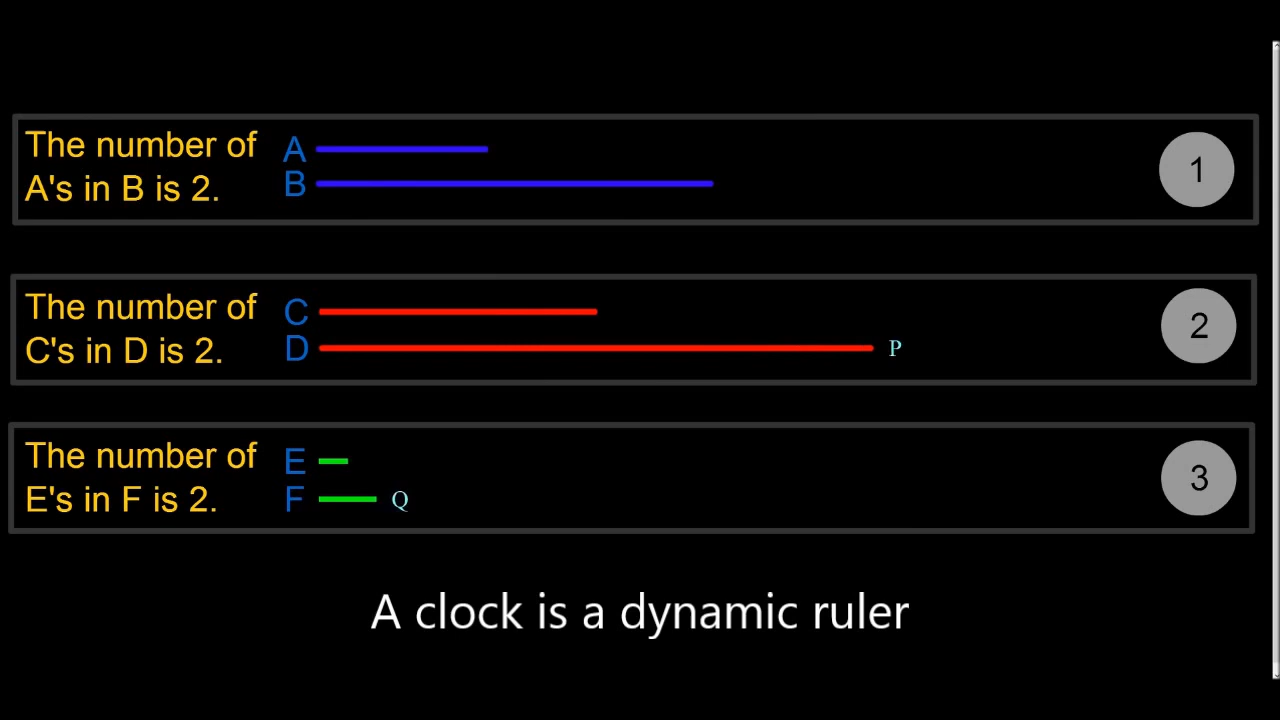 The number of
A's in B is 2.
A
B
1
The number of
C's in D is 2.
C
D
P
2
The number of
E's in F is 2.
E
F
Q
3
A clock is a dynamic ruler